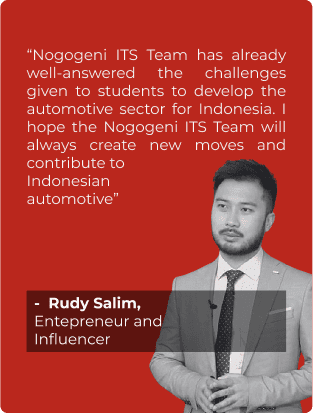 “Nogogeni ITS Team has already
well-answered the challenges
given to students to develop the
automotive sector for Indonesia. I
hope the Nogogeni ITS Team will
always create new moves and
contribute to
Indonesian
automotive”
- Rudy Salim,
Entepreneur and
Influencer